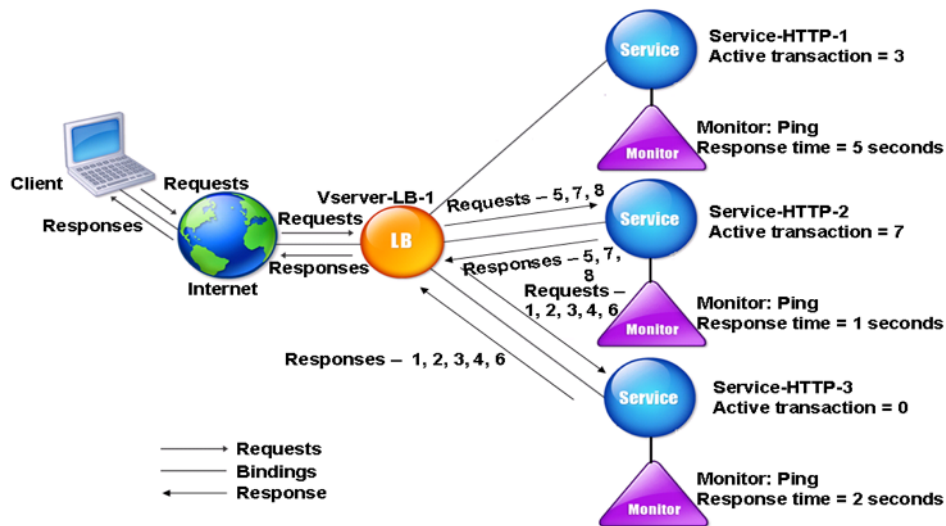 Service
Service-HTTP-1
Active transaction = 3
Monitor
Monitor: Ping
Response time = 5 seconds
Client
Requests
Responses
Internet
Requests
Responses
Vserver-LB-1
LB
Requests – 5, 7, 8
Responses – 5, 7,
8
Service
Service-HTTP-2
Active transaction = 7
Requests –
1, 2, 3, 4, 6
Monitor
Monitor: Ping
Response time = 1 seconds
Responses – 1, 2, 3, 4, 6
Service
Service-HTTP-3
Active transaction = 0
Monitor
Monitor: Ping
Response time = 2 seconds
Requests
Bindings
Response